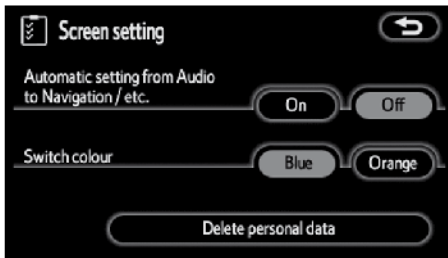 Screen setting
Automatic setting from Audio
to Navigation / etc.
On
Off
Switch colour
Blue
Orange
Delete personal data